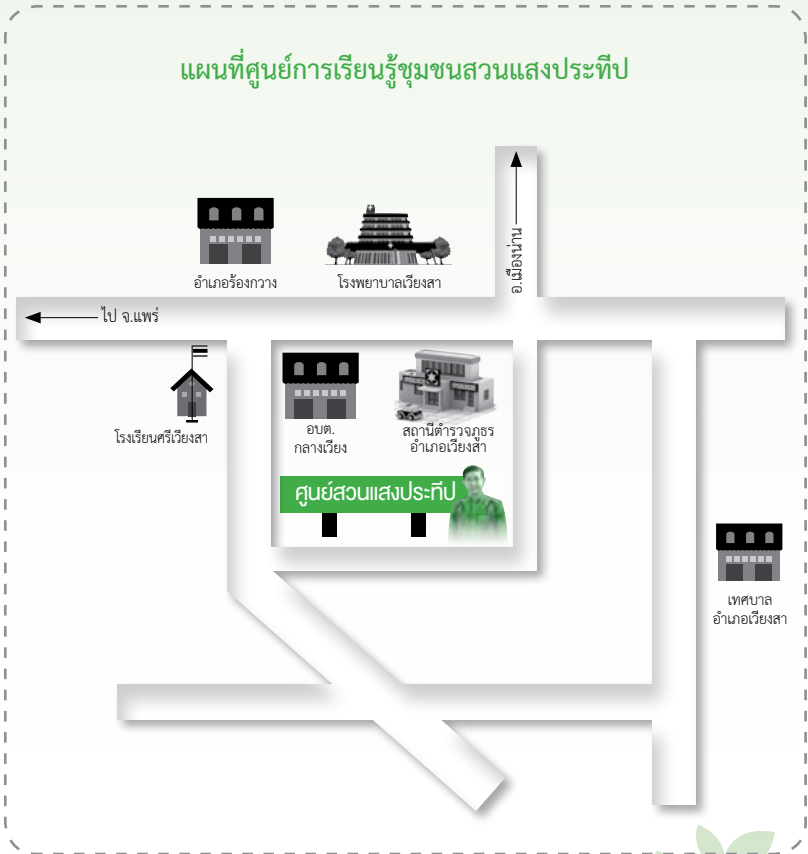 แผนที่ศูนย์การเรียนรู้ชุมชนสวนแสงประทีป
อ.เมืองน่าน
อำเภอร้องกวาง
โรงพยาบาลเวียงสา
ไป จ.แพร่
โรงเรียนศรีเวียงสา
อบต.
กลางเวียง
สถานีตำรวจภูธร
อำเภอเวียงสา
ศูนย์สวนแสงประทีป
เทศบาล
อำเภอเวียงสา